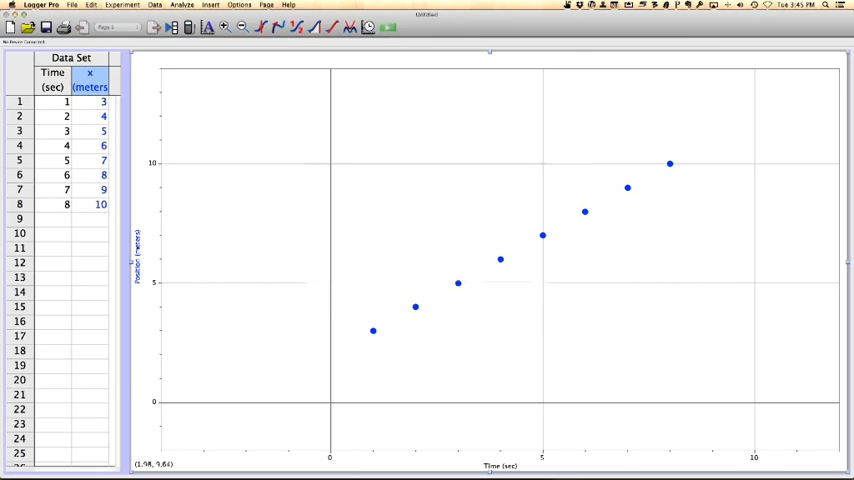 Logger Pro File Edit Experiment Data Analyze Insert Options Page Help Tue 3:45 PM
Page 1
No Device Connected
Data Set
Time x
(sec) (meters
1 1 3
2 2 4
3 3 5
4 4 6
5 5 7
6 6 8
7 7 9
8 8 10
9
10
11
12
13
14
15
16
17
18
19
20
21
22
23
24
25
10
5
0
Position (meters)
0 5 10
Time (sec)
(1.98, 9.64)